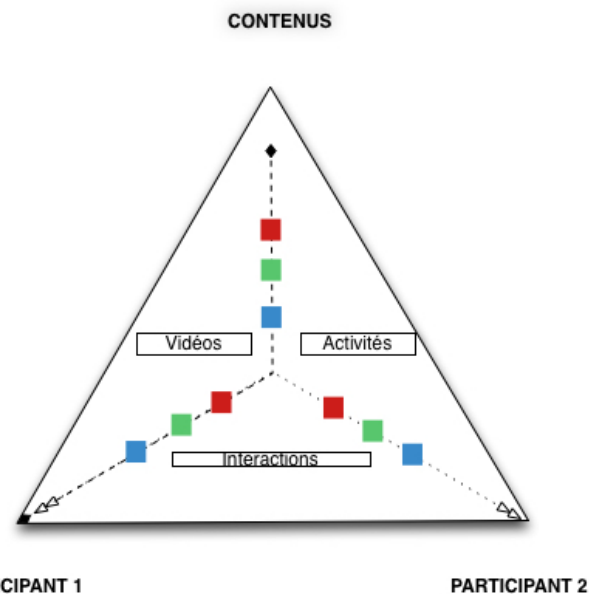 CONTENUS
Vidéos
Activités
Interactions
CIPANT 1
PARTICIPANT 2